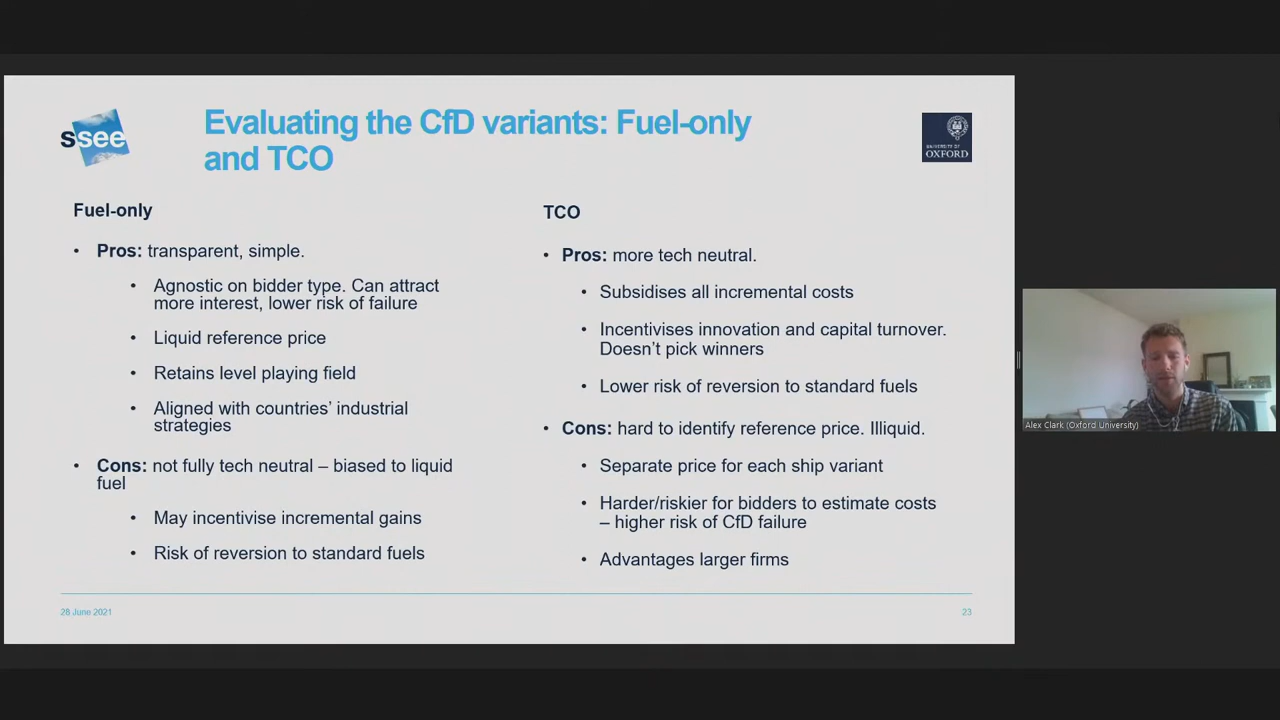 ssee
Evaluating the CfD variants: Fuel-only
and TCO
UNIVERSITY OF
OXFORD
Fuel-only
• Pros: transparent, simple.
• Agnostic on bidder type. Can attract
more interest, lower risk of failure
• Liquid reference price
• Retains level playing field
• Aligned with countries' industrial
strategies
• Cons: not fully tech neutral – biased to liquid
fuel
• May incentivise incremental gains
• Risk of reversion to standard fuels
TCO
• Pros: more tech neutral.
• Subsidises all incremental costs
• Incentivises innovation and capital turnover.
Doesn't pick winners
• Lower risk of reversion to standard fuels
• Cons: hard to identify reference price. Illiquid.
• Separate price for each ship variant
• Harder/riskier for bidders to estimate costs
– higher risk of CfD failure
• Advantages larger firms
28 June 2021
23
Alex Clark (Oxford University)